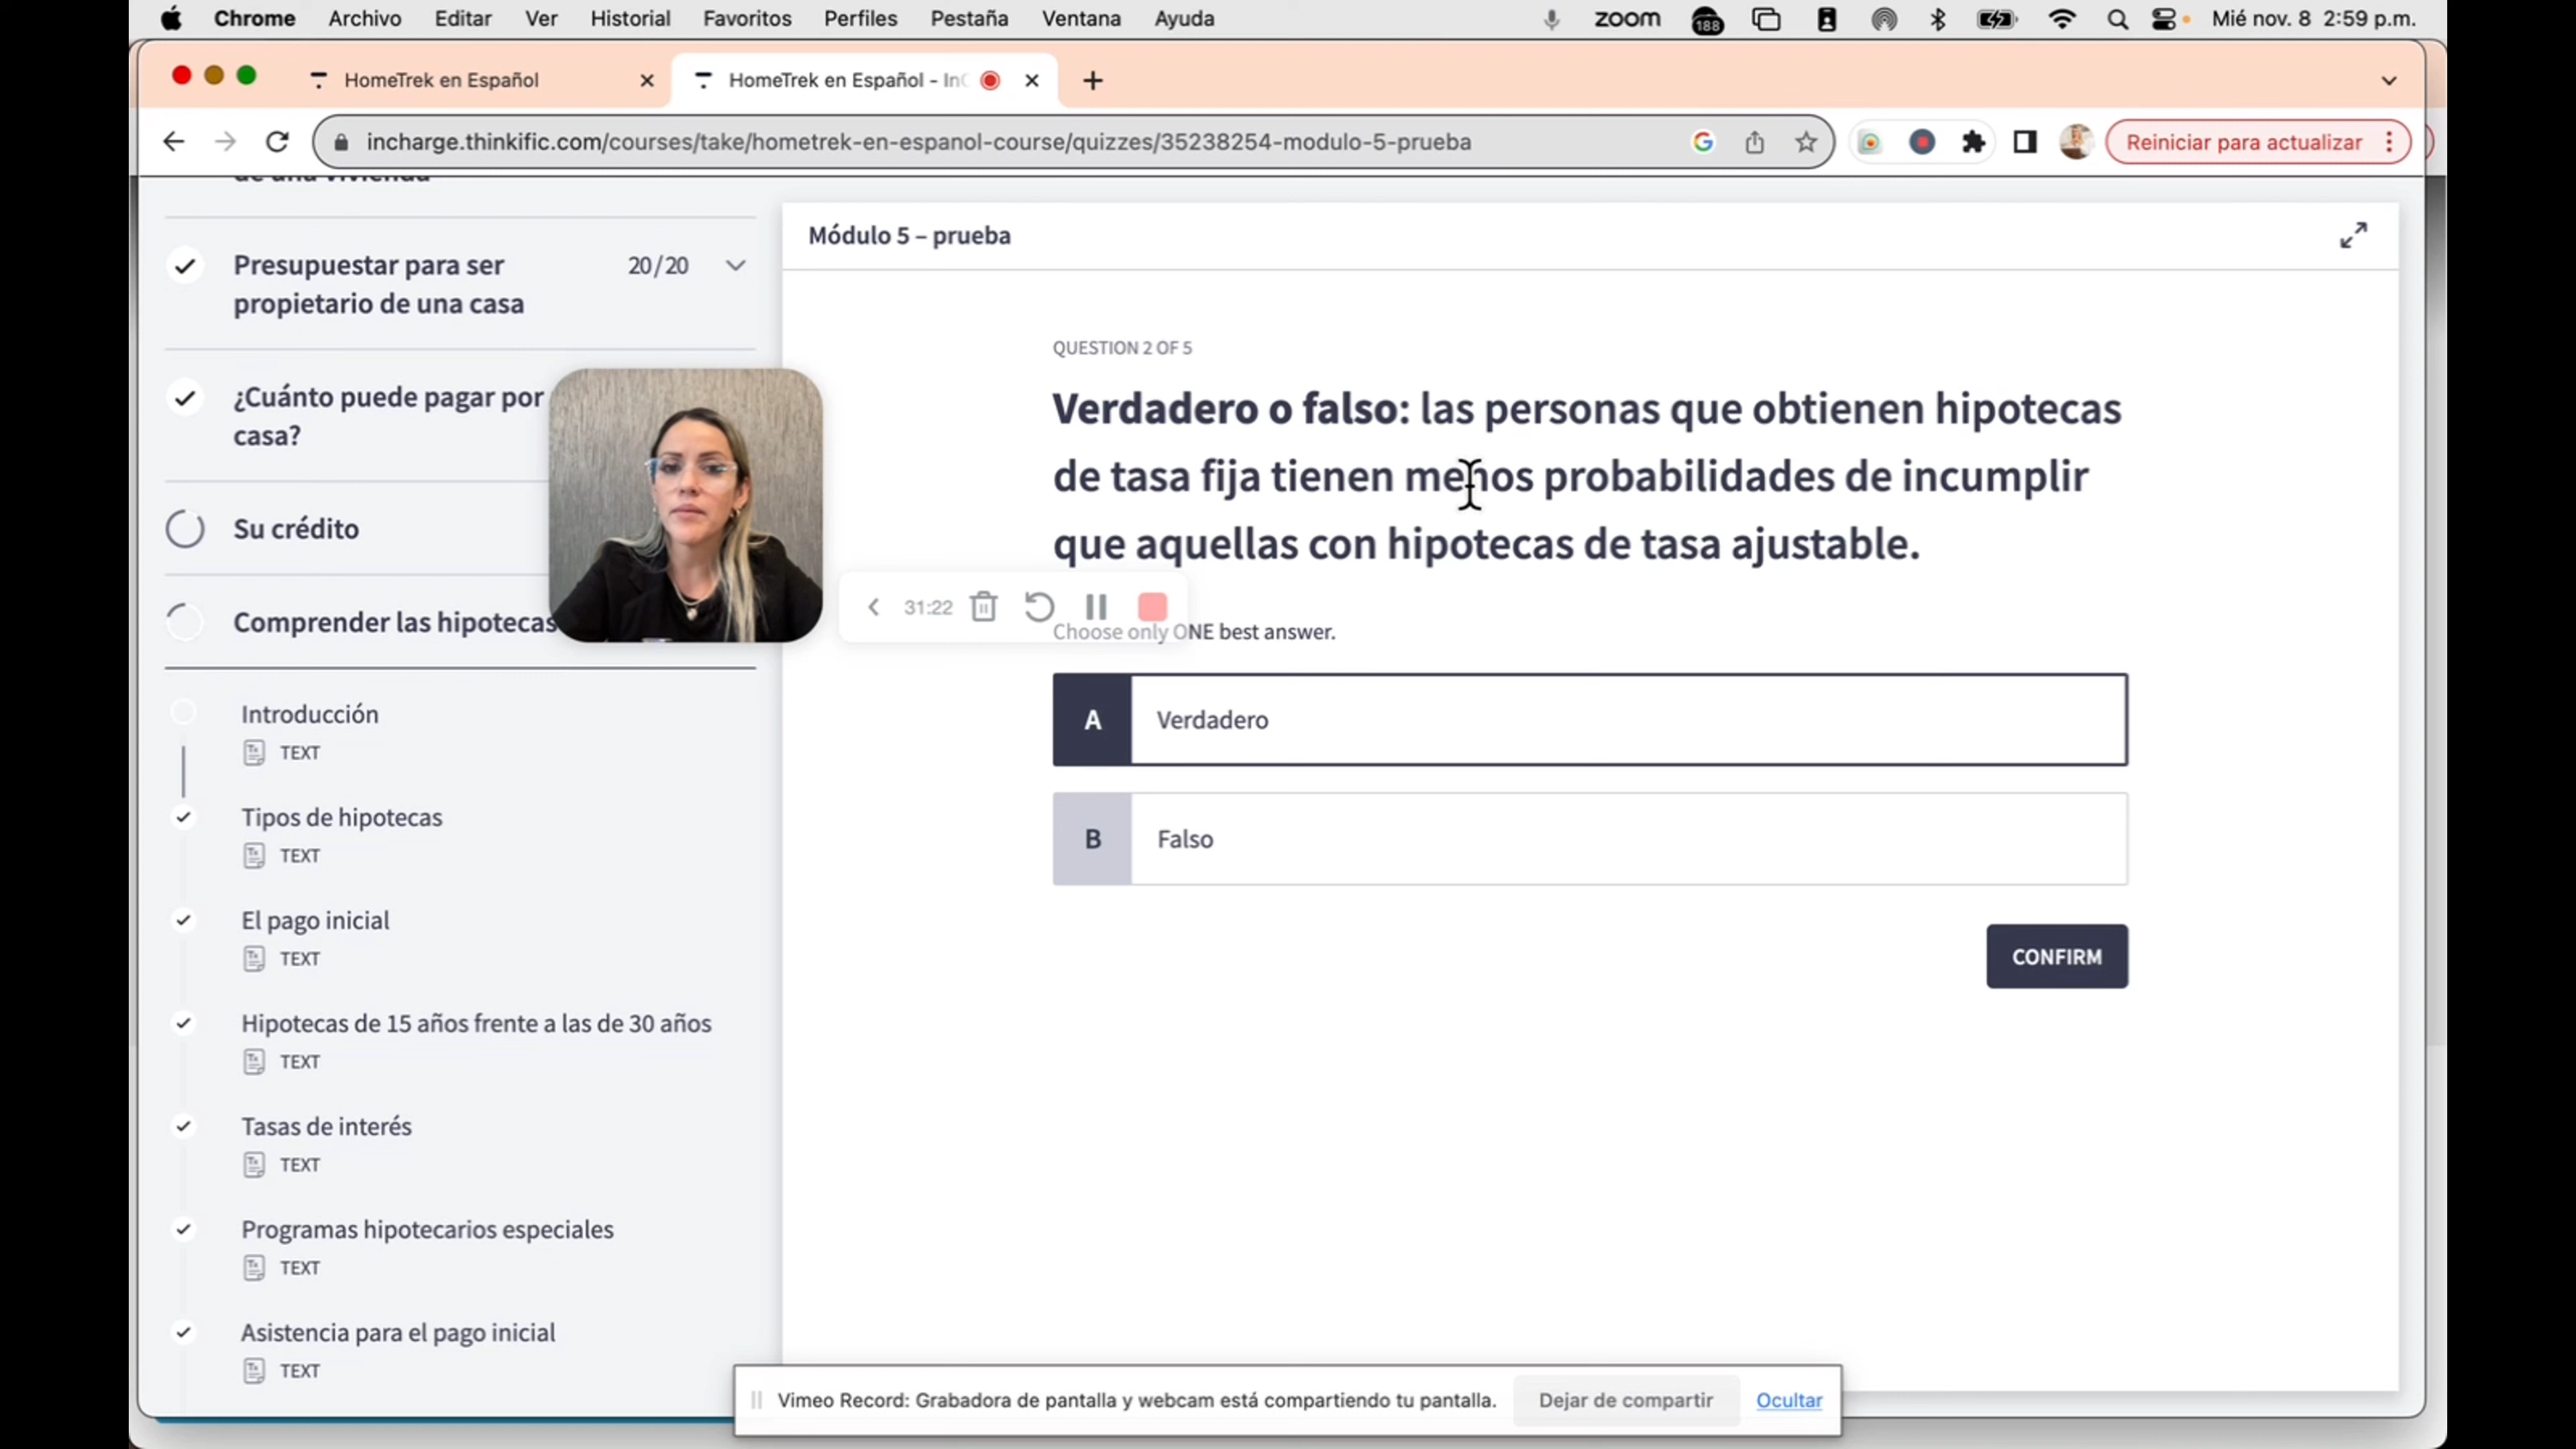 Chrome Archivo Editar Ver Historial Favoritos Perfiles Pestaña Ventana Ayuda
zoom 188 Mié nov. 8 2:59 p.m.
HomeTrek en Español
HomeTrek en Español - In
incharge.thinkific.com/courses/take/hometrek-en-espanol-course/quizzes/35238254-modulo-5-prueba
Reiniciar para actualizar
de una vivienda
Presupuestar para ser
propietario de una casa
20/20
¿Cuánto puede pagar por
casa?
Su crédito
Comprender las hipotecas
Introducción
TEXT
Tipos de hipotecas
TEXT
El pago inicial
TEXT
Hipotecas de 15 años frente a las de 30 años
TEXT
Tasas de interés
TEXT
Programas hipotecarios especiales
TEXT
Asistencia para el pago inicial
TEXT
Módulo 5 – prueba
QUESTION 2 OF 5
Verdadero o falso: las personas que obtienen hipotecas
de tasa fija tienen menos probabilidades de incumplir
que aquellas con hipotecas de tasa ajustable.
31:22
Choose only ONE best answer.
A Verdadero
B Falso
CONFIRM
Vimeo Record: Grabadora de pantalla y webcam está compartiendo tu pantalla.
Dejar de compartir
Ocultar